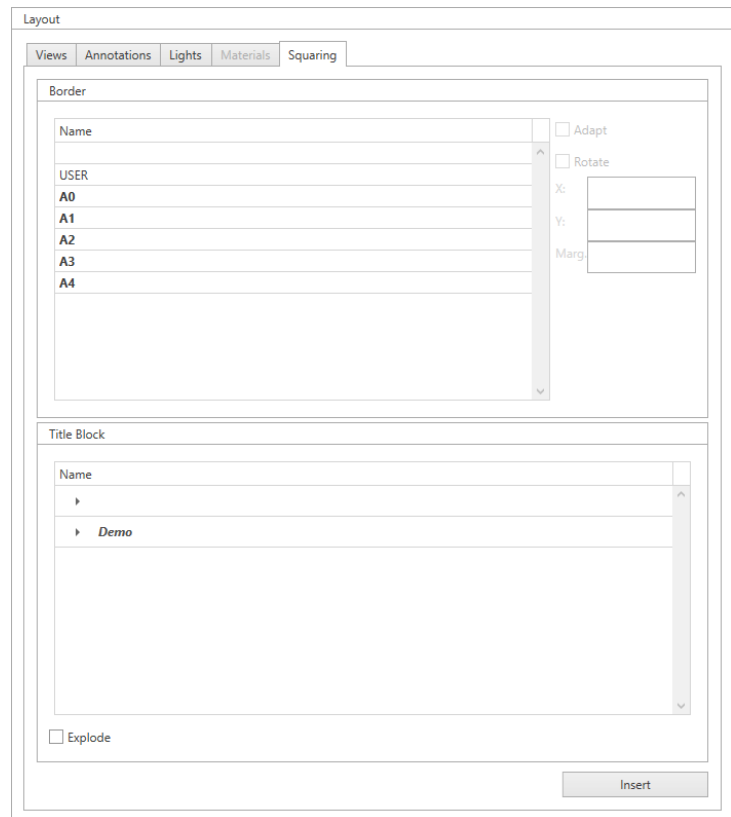 Layout
Views Annotations Lights Materials Squaring
Border
Name
Adapt
Rotate
USER
X:
A0
A1
Y:
A2
A3
Marg.
A4
Title Block
Name
Demo
Explode
Insert